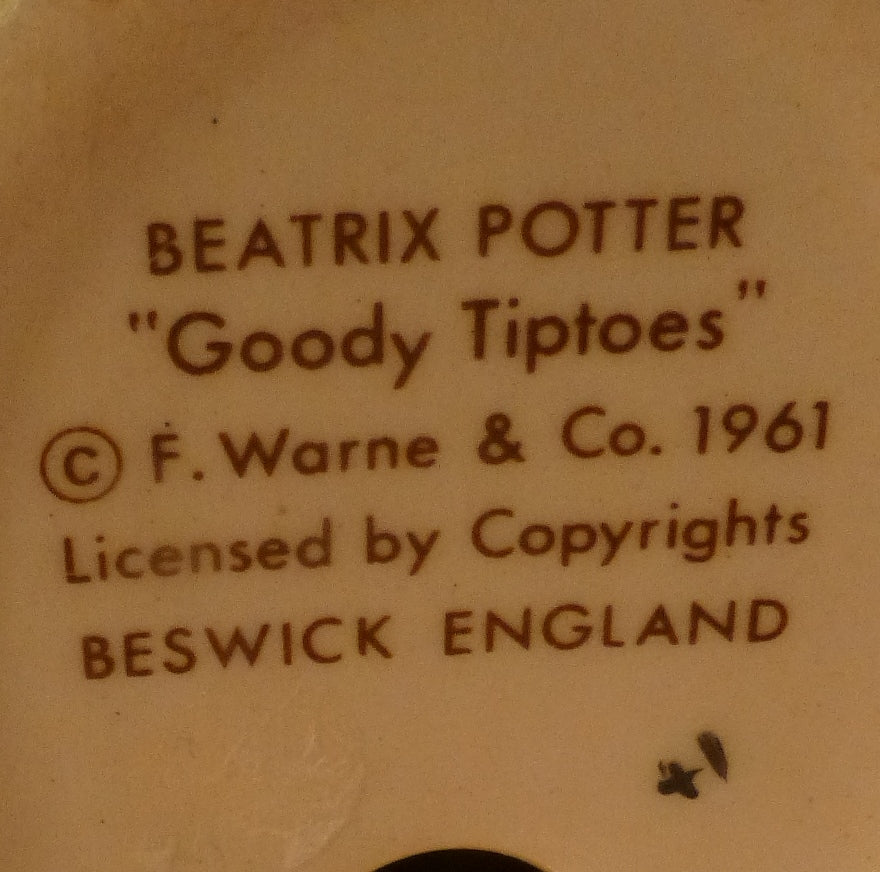 BEATRIX POTTER
"Goody Tiptoes"
© F. Warne & Co. 1961
Licensed by Copyrights
BESWICK ENGLAND